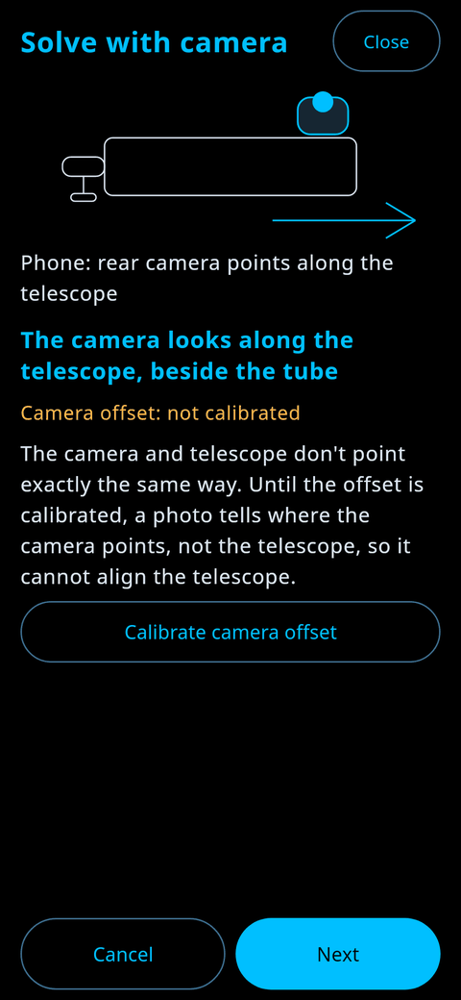 Solve with camera
Close
Phone: rear camera points along the
telescope
The camera looks along the
telescope, beside the tube
Camera offset: not calibrated
The camera and telescope don't point
exactly the same way. Until the offset is
calibrated, a photo tells where the
camera points, not the telescope, so it
cannot align the telescope.
Calibrate camera offset
Cancel
Next